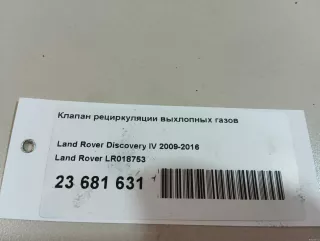 Клапан рециркуляции выхлопных газов
Land Rover Discovery IV 2009-2016
Land Rover LR018753
23 681 631